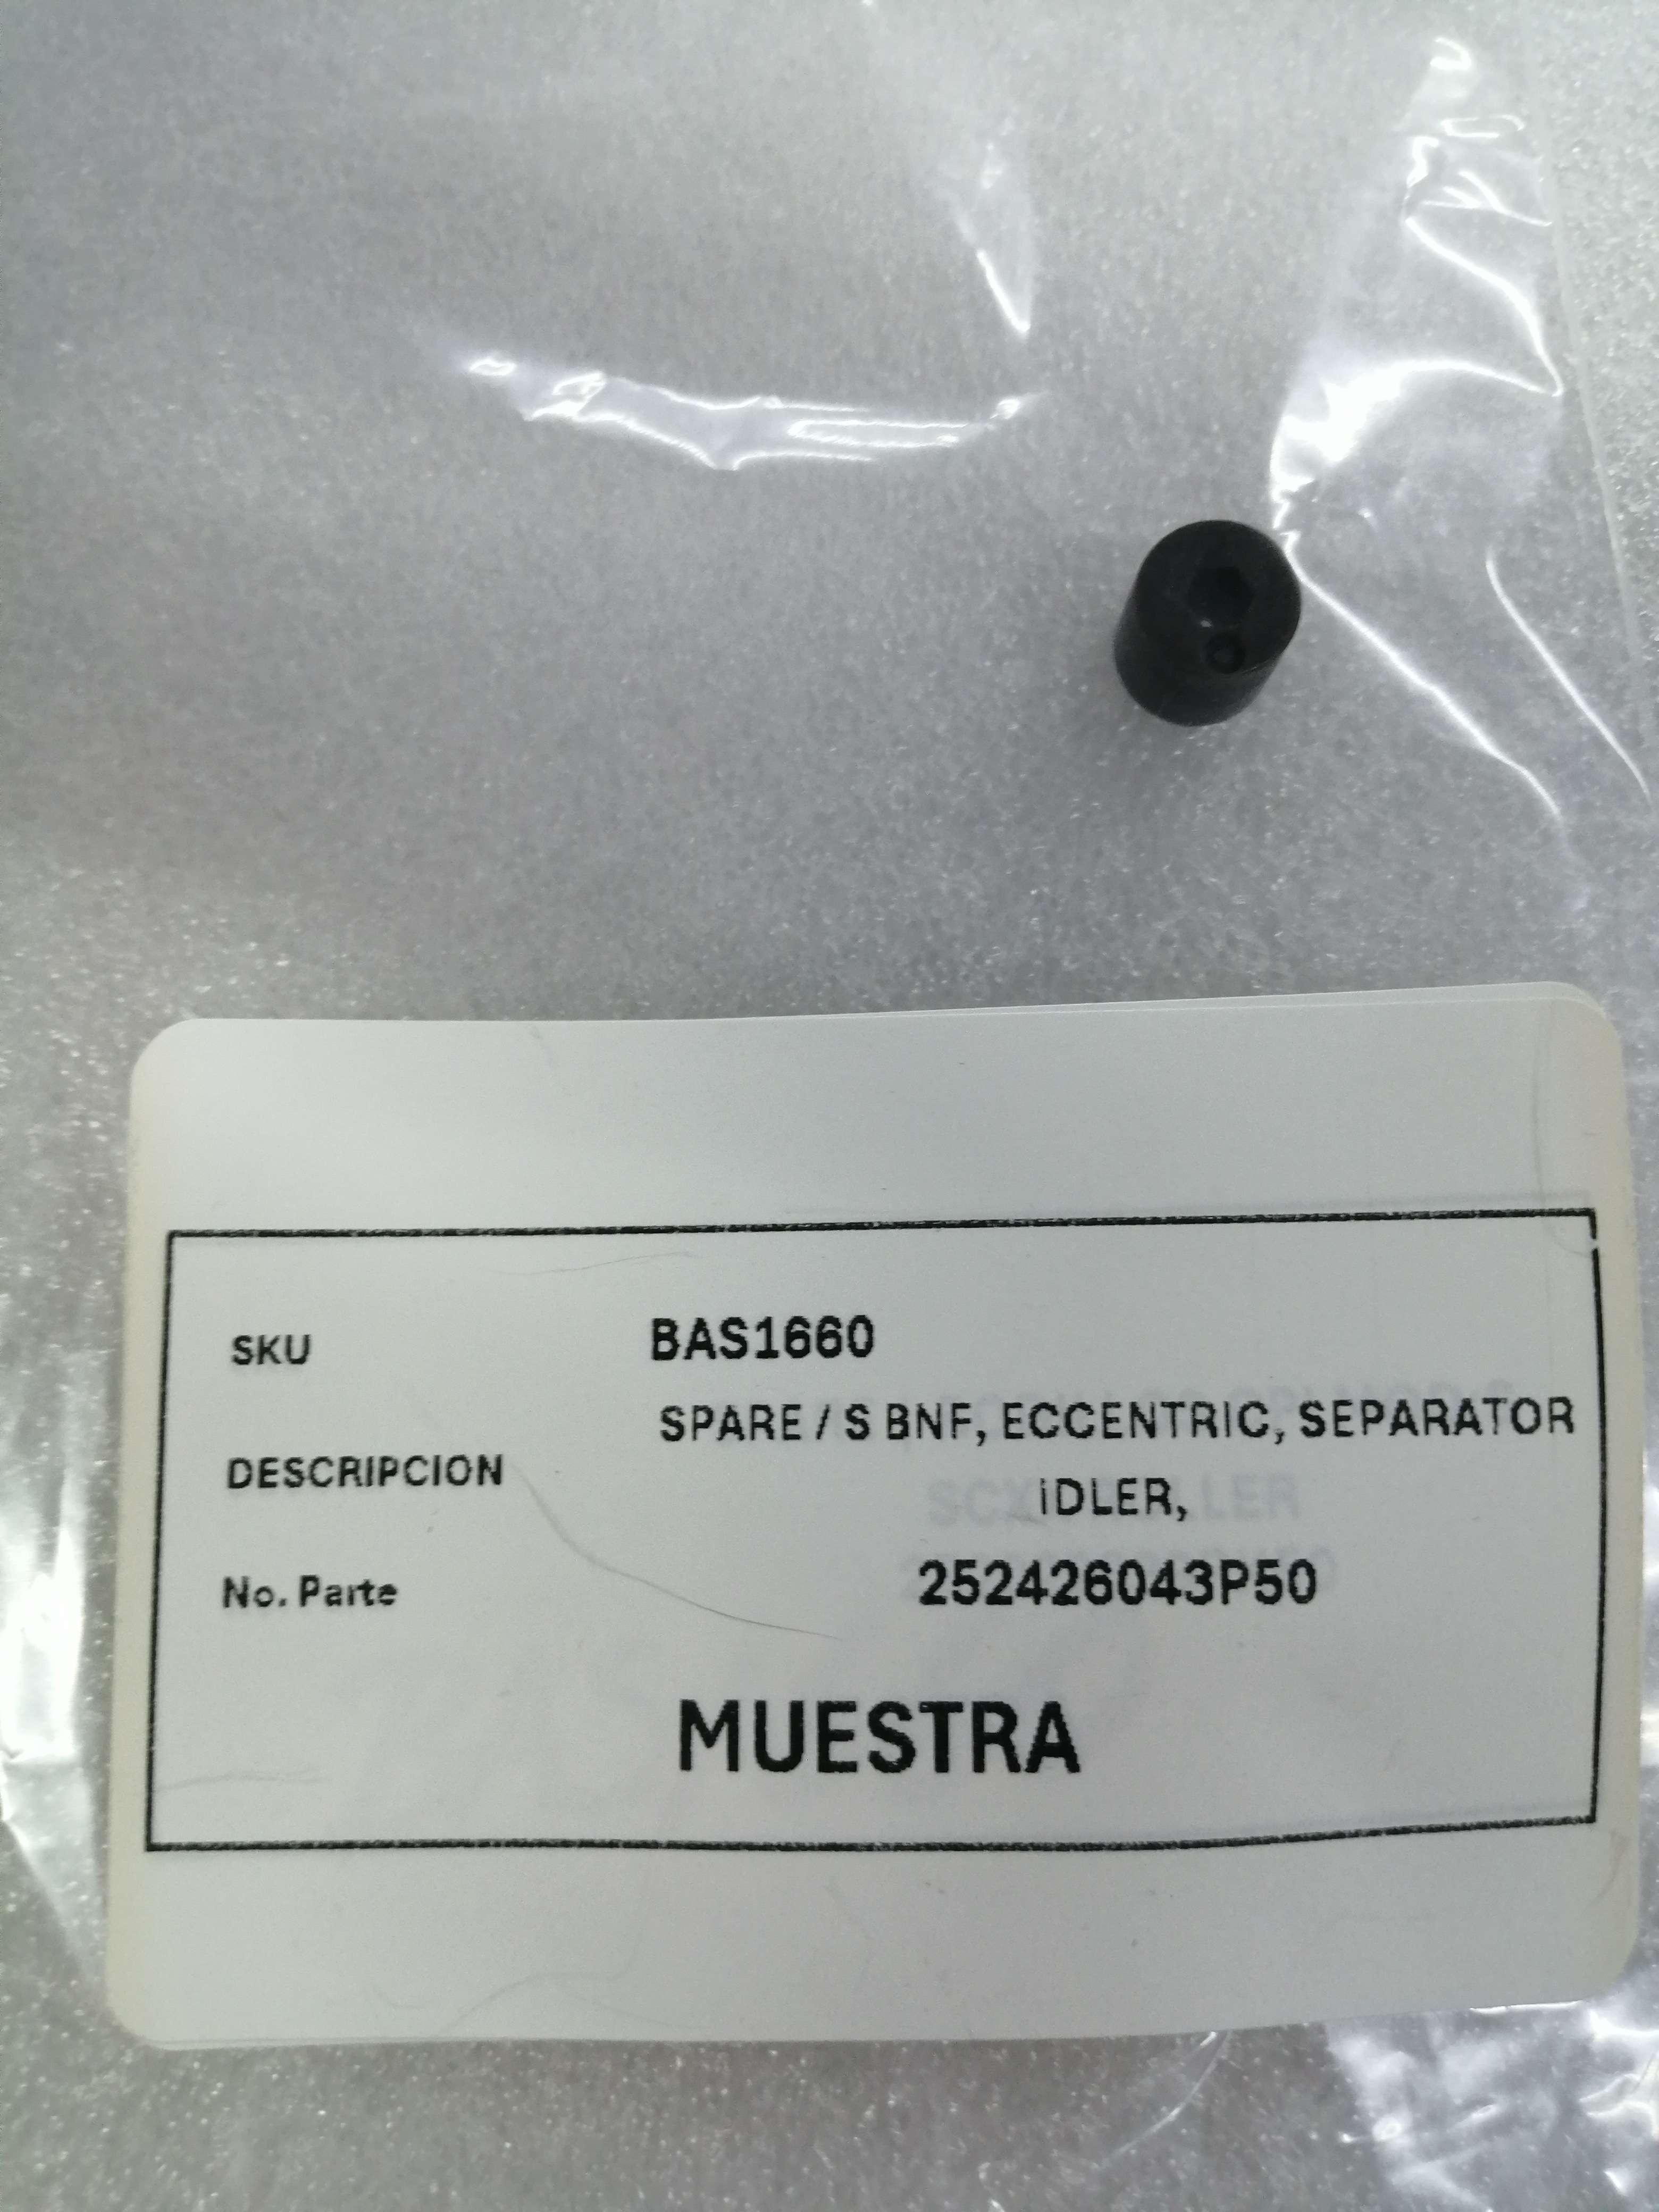 SKU BAS1660
SPARE / S BNF, ECCENTRIC, SEPARATOR
DESCRIPCION
iDLER,
No. Parte 252426043P50
MUESTRA